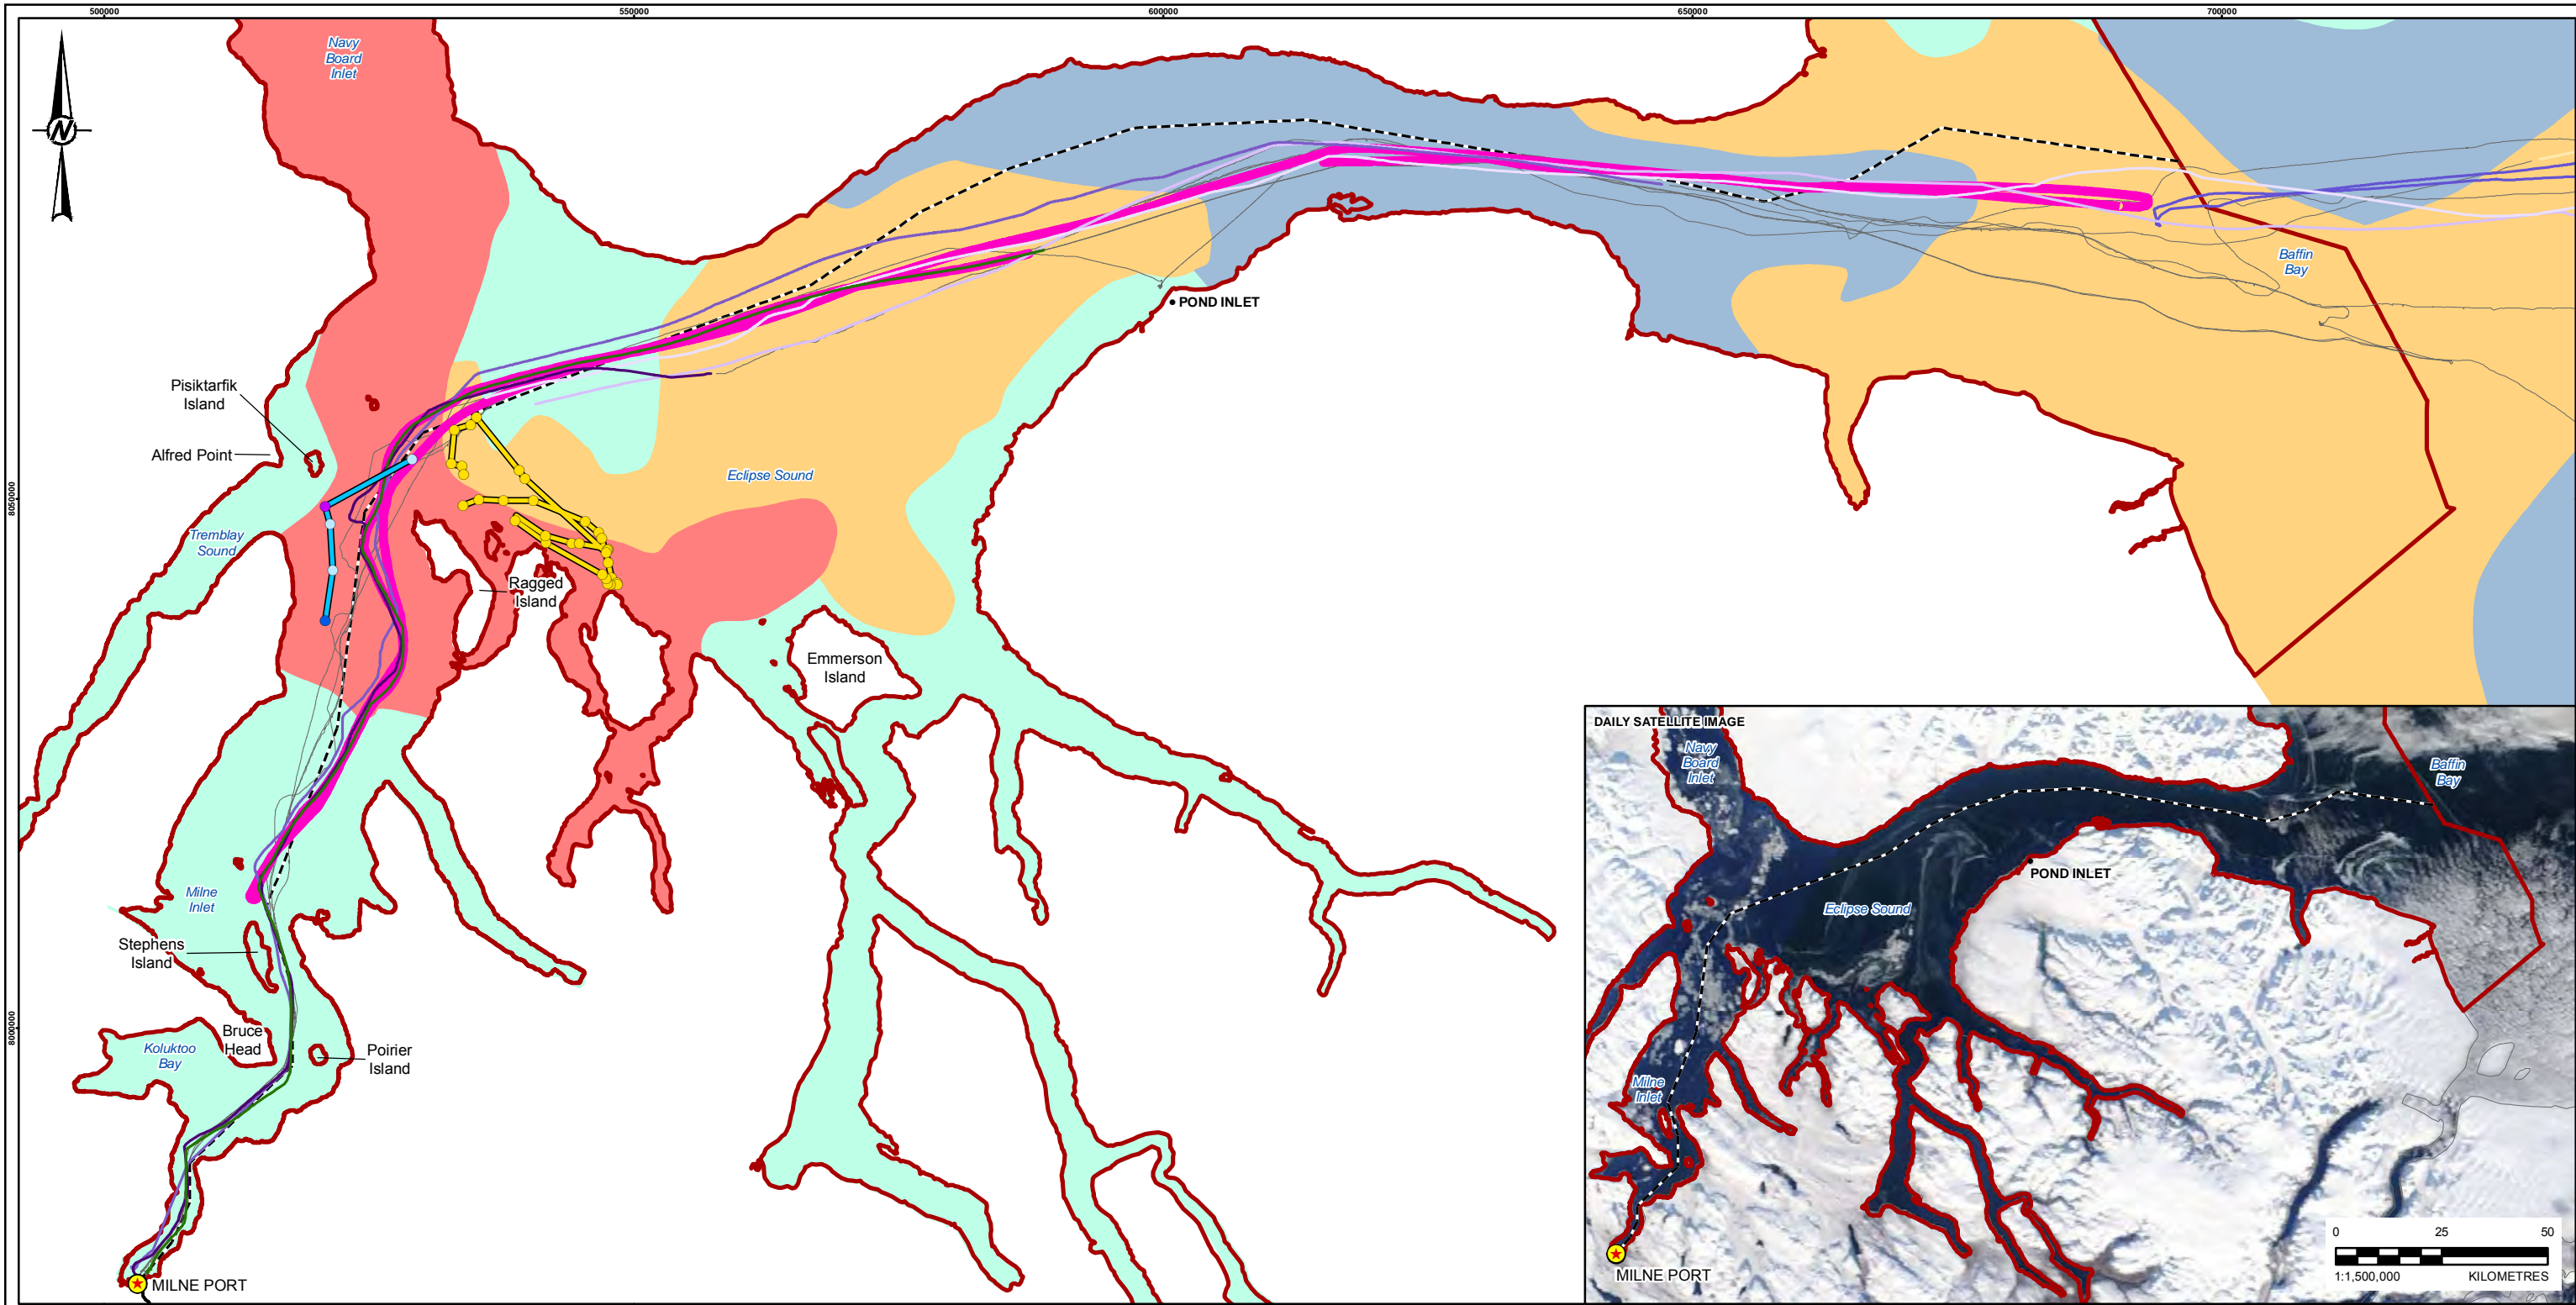 500000
550000
600000
650000
700000
Navy
Board
Inlet
N
Baffin
Bay
POND INLET
Pisiktarfik
Island
Alfred Point
Eclipse Sound
8050000
Tremblay
Sound
Ragged
Island
Emmerson
Island
Milne
Inlet
Stephens
Island
8000000
Bruce
Head
Koluktoo
Bay
Poirier
Island
MILNE PORT
DAILY SATELLITE IMAGE
Navy
Board
Inlet
Baffin
Bay
POND INLET
Eclipse Sound
Milne
Inlet
MILNE PORT
0 25 50
1:1,500,000 KILOMETRES